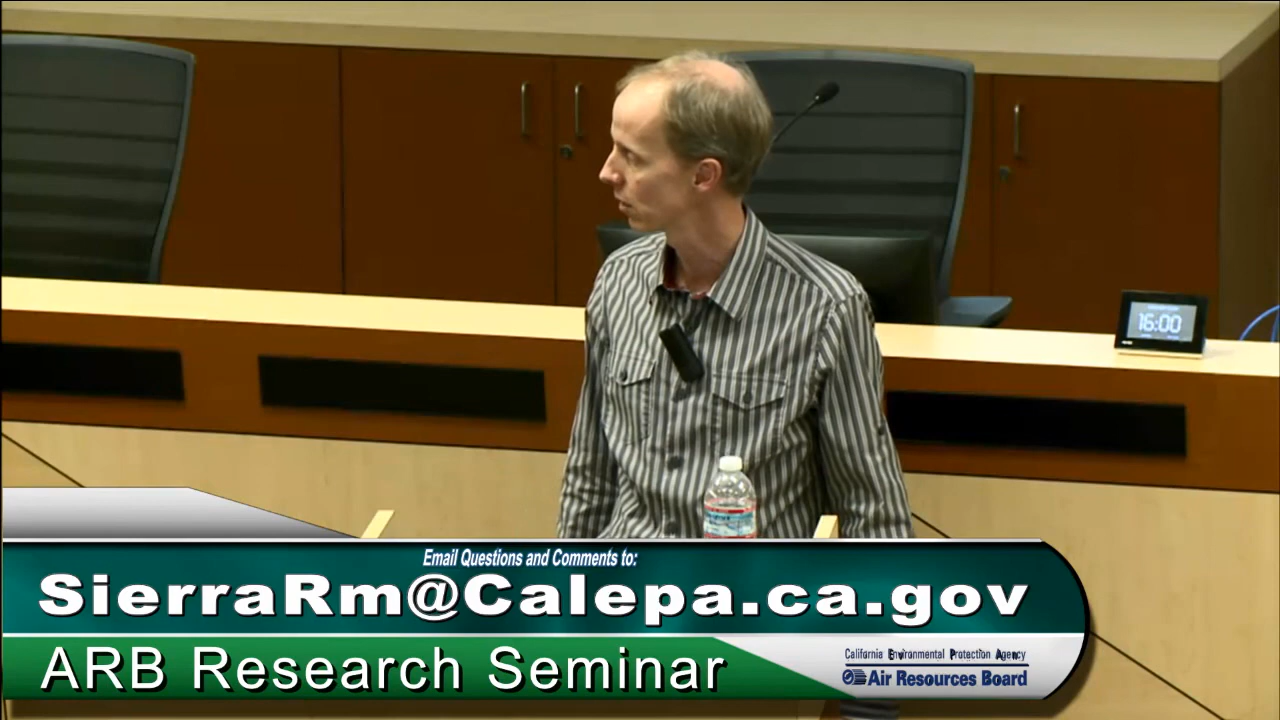 16:00
Email Questions and Comments to:
SierraRm@Calepa.ca.gov
ARB Research Seminar
California Environmental Protection Agency
Air Resources Board